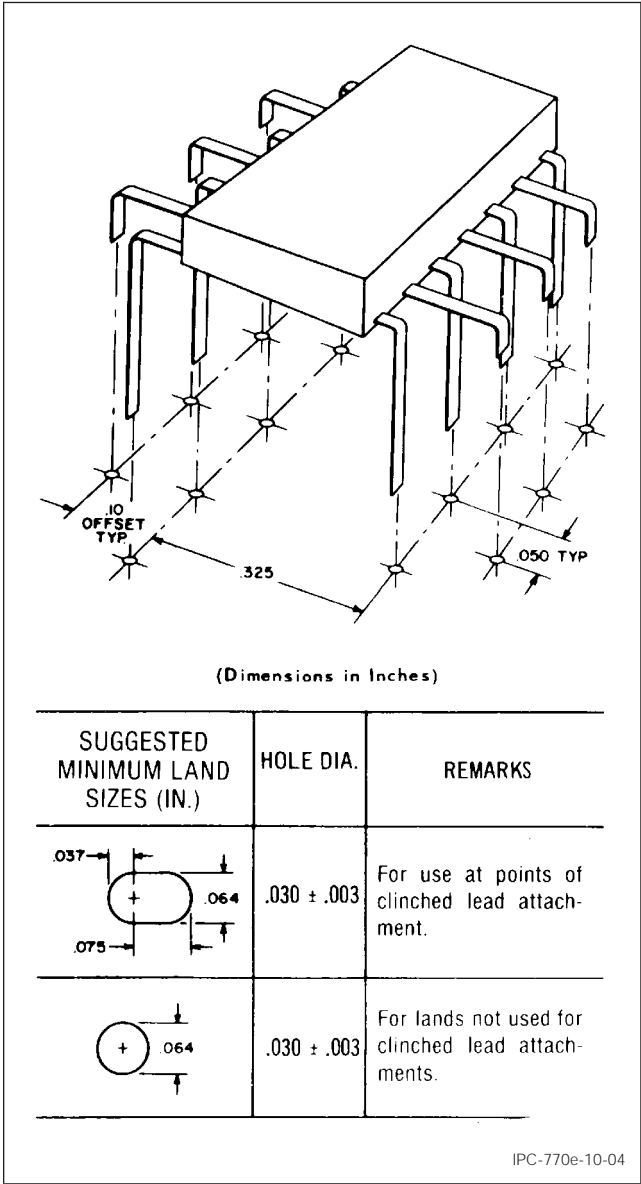 .10
OFFSET
TYP.
.325
.050 TYP
(Dimensions in Inches)
SUGGESTED
MINIMUM LAND
SIZES (IN.)
HOLE DIA.
REMARKS
.037
.064
.075
.030 ± .003
For use at points of
clinched lead attach-
ment.
.064
.030 ± .003
For lands not used for
clinched lead attach-
ments.
IPC-770e-10-04